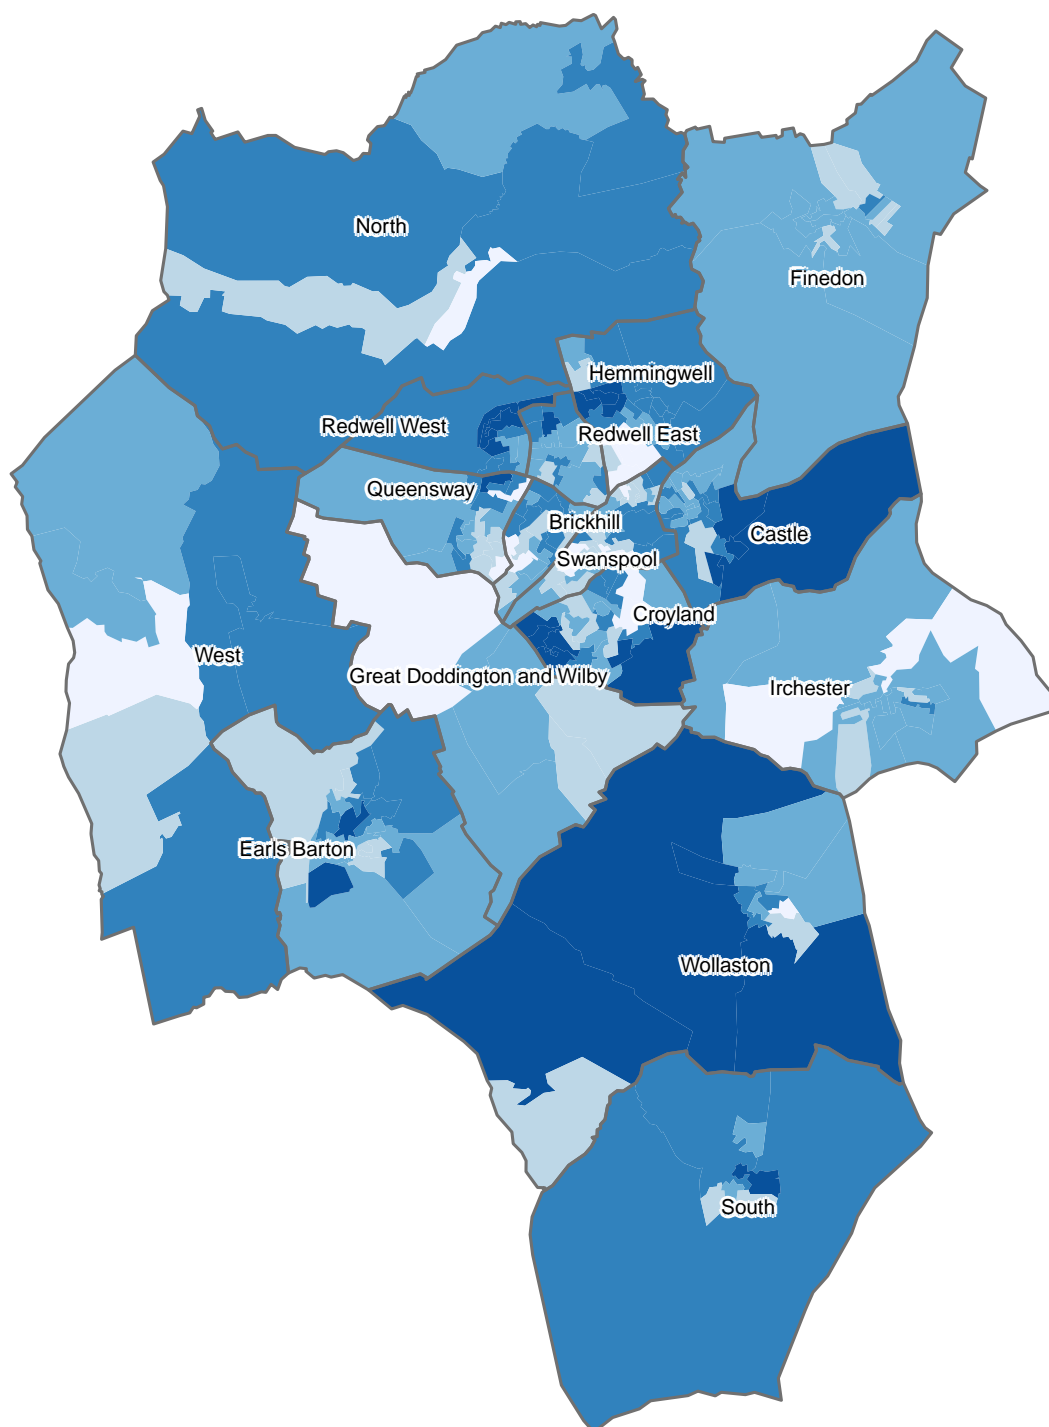 North
Finedon
Hemmingwell
Redwell West
Redwell East
Queensway
Brickhill
Castle
Swanspool
Croyland
West
Great Doddington and Wilby
Irchester
Earls Barton
Wollaston
South